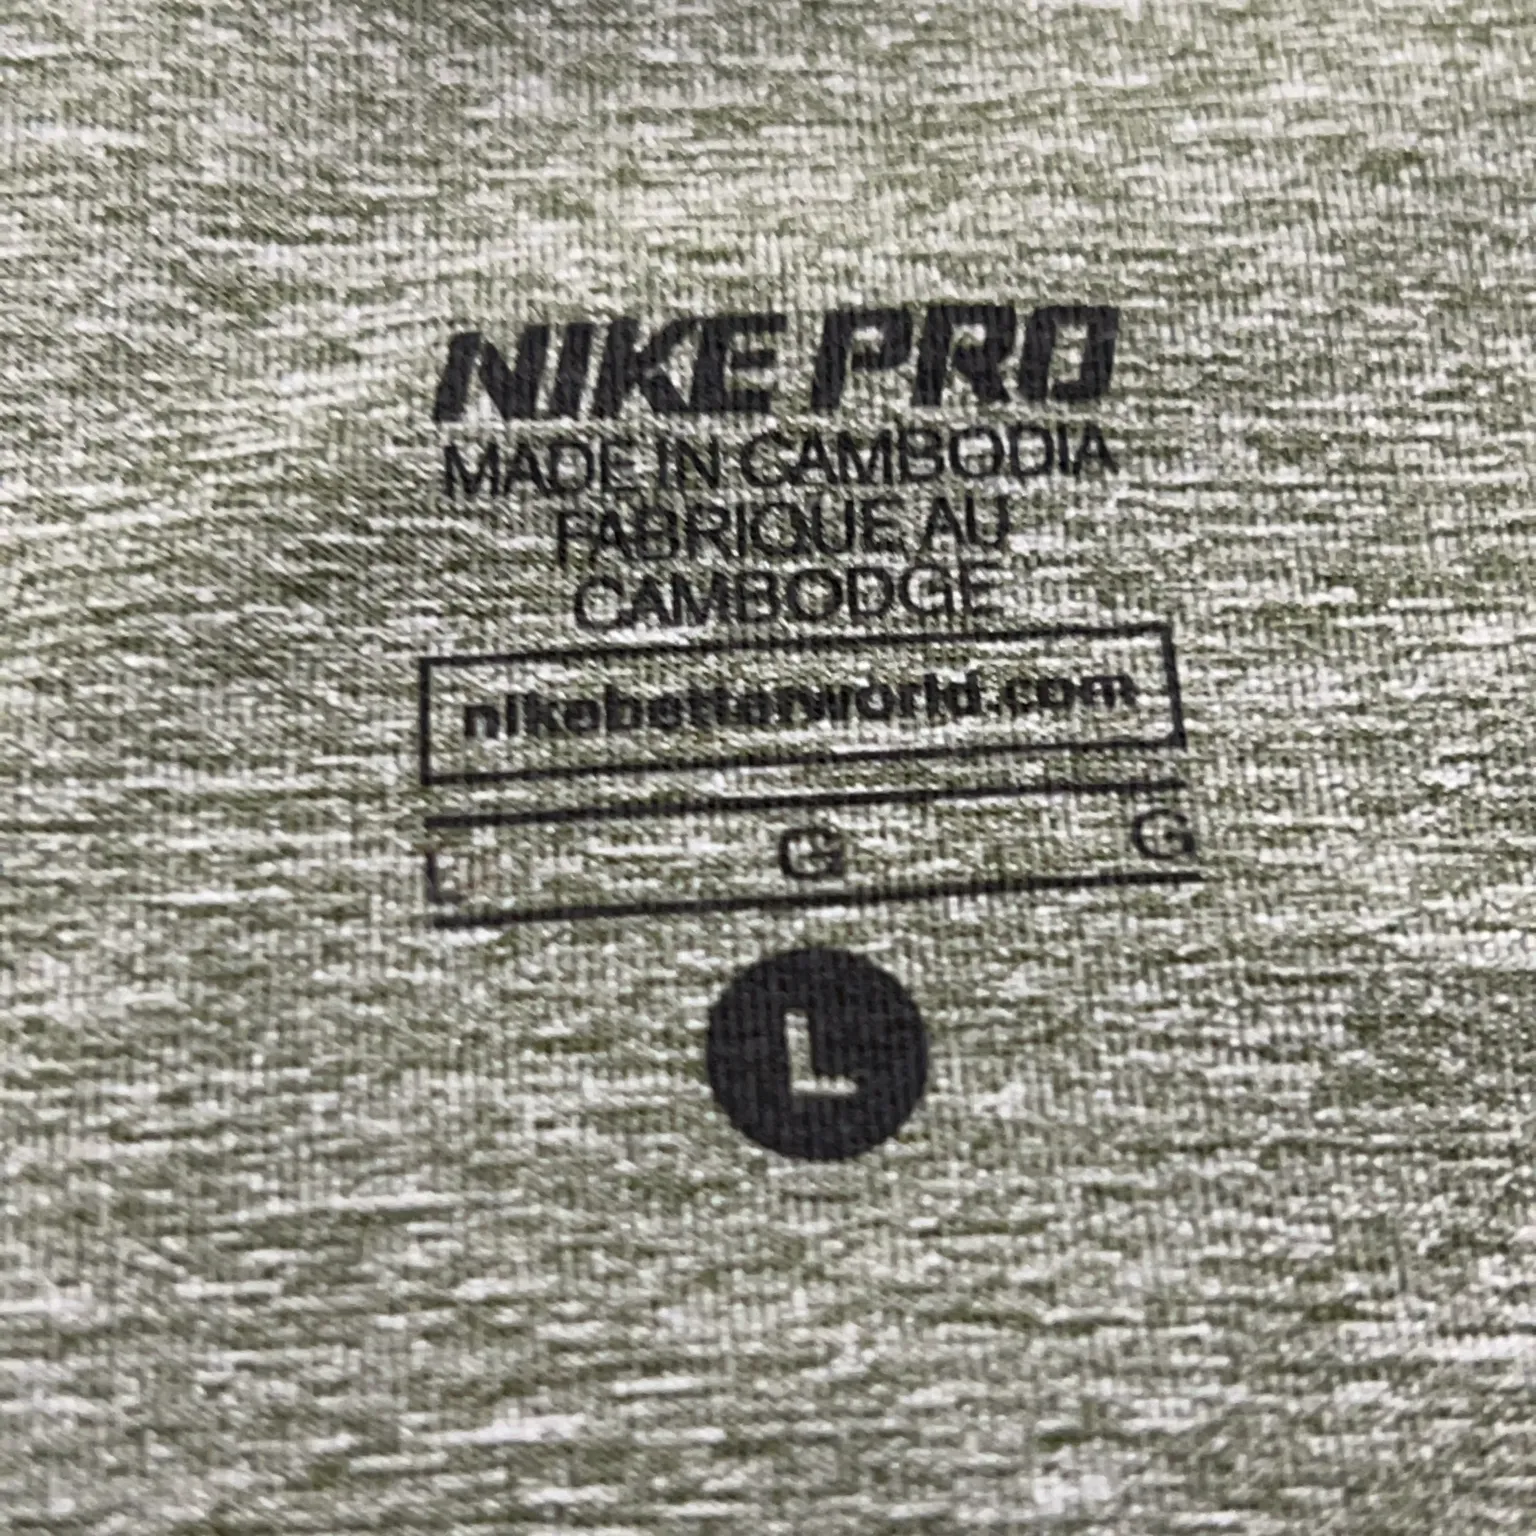 NIKE PRO
MADE IN CAMBODIA
FABRIQUE AU
CAMBODGE
nikebetterworld.com
L G G
L